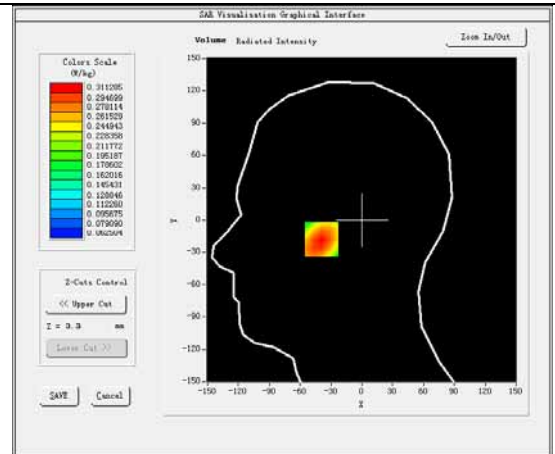 SAR Visualisation Graphical Interface
Volume Radiated Intensity
Zoom In/Out
Colors Scale
(W/kg)
0.311285
0.294699
0.278114
0.261529
0.244943
0.228358
0.211772
0.195187
0.178602
0.162016
0.145431
0.128846
0.112260
0.095675
0.079090
0.062504
Z-Cuts Control
<< Upper Cut
Z = 3.3 mm
Lower Cut >>
SAVE
Cancel
150
120
90
60
30
0
-30
-60
-90
-120
-150
Y
-150 -120 -90 -60 -30 0 30 60 90 120 150
X